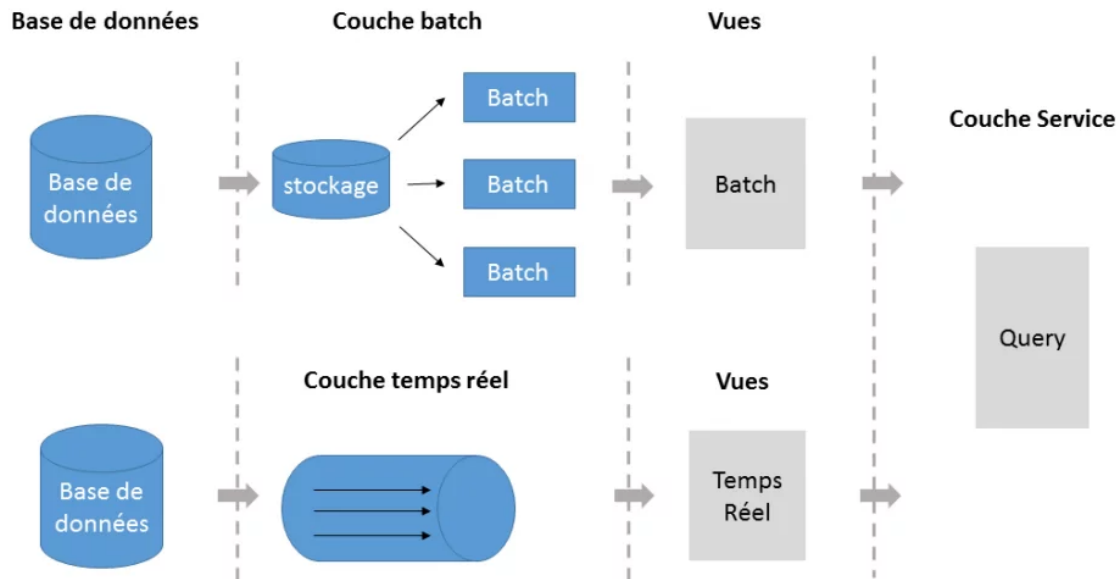 Base de données
Couche batch
Vues
Couche Service
Base de
données
stockage
Batch
Batch
Batch
Batch
Query
Couche temps réel
Vues
Base de
données
Temps
Réel